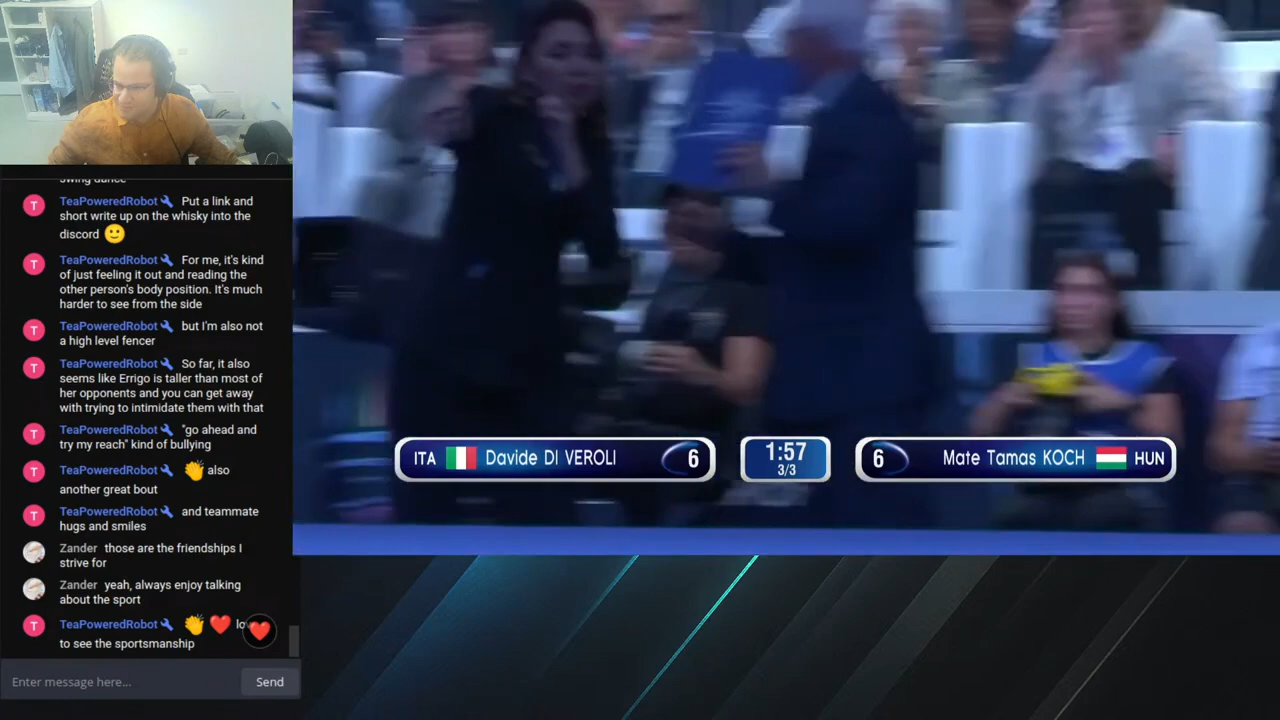 swing dance
TeaPoweredRobot Put a link and
short write up on the whisky into the
discord 🙂
TeaPoweredRobot For me, it's kind
of just feeling it out and reading the
other person's body position. It's much
harder to see from the side
TeaPoweredRobot but I'm also not
a high level fencer
TeaPoweredRobot So far, it also
seems like Errigo is taller than most of
her opponents and you can get away
with trying to intimidate them with that
TeaPoweredRobot "go ahead and
try my reach" kind of bullying
TeaPoweredRobot 👏 also
another great bout
TeaPoweredRobot and teammate
hugs and smiles
Zander those are the friendships I
strive for
Zander yeah, always enjoy talking
about the sport
TeaPoweredRobot 👏 ❤️
to see the sportsmanship
Enter message here...
Send
T
T
T
T
T
T
T
T
ITA Davide DI VEROLI 6
1:57
3/3
6 Mate Tamas KOCH HUN